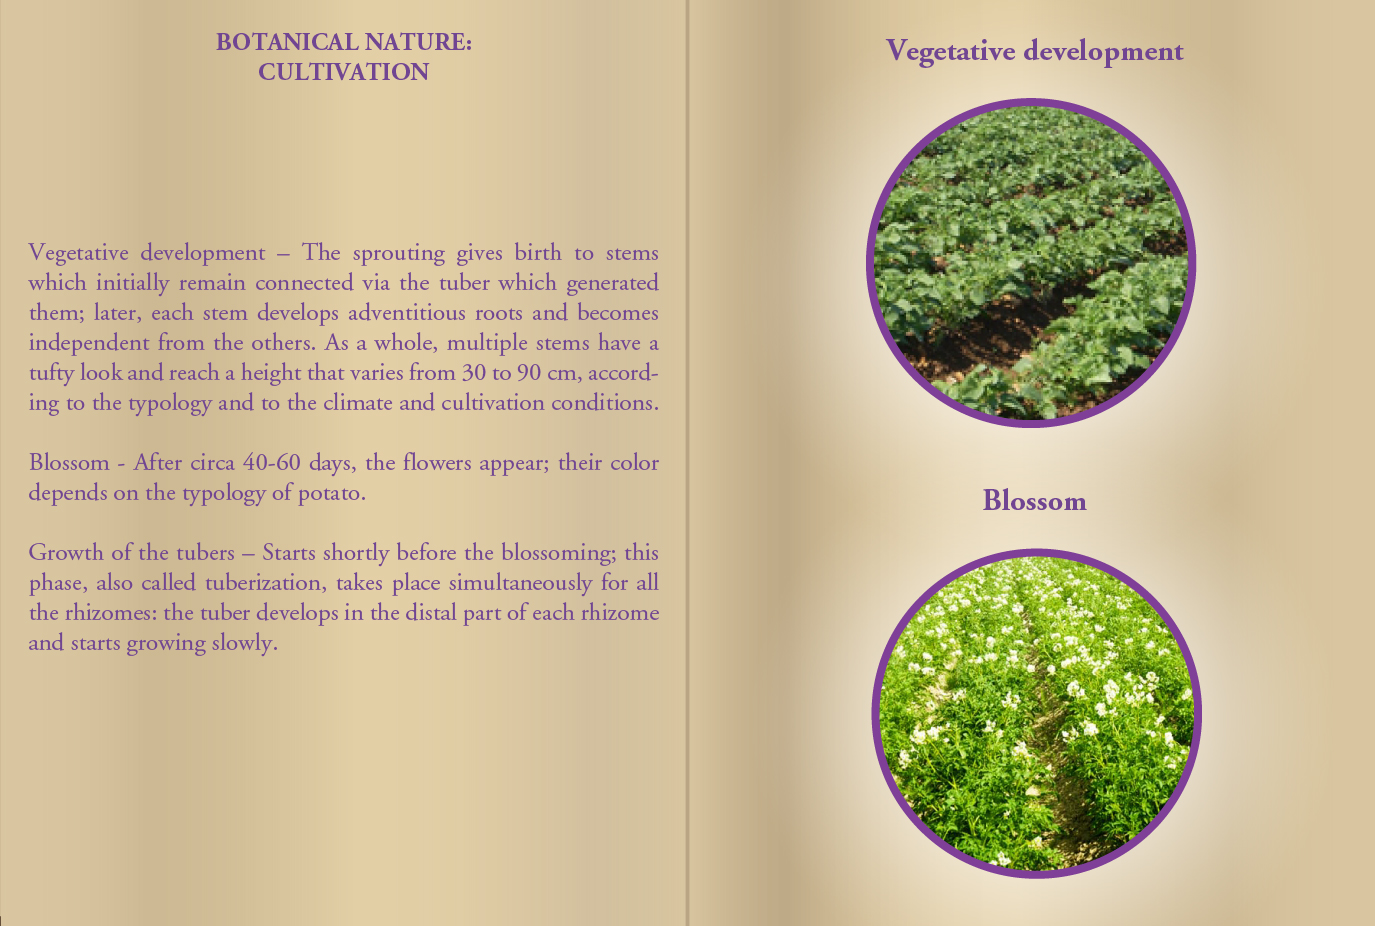 BOTANICAL NATURE:
CULTIVATION
Vegetative development – The sprouting gives birth to stems
which initially remain connected via the tuber which generated
them; later, each stem develops adventitious roots and becomes
independent from the others. As a whole, multiple stems have a
tufty look and reach a height that varies from 30 to 90 cm, accord-
ing to the typology and to the climate and cultivation conditions.
Blossom - After circa 40-60 days, the flowers appear; their color
depends on the typology of potato.
Growth of the tubers – Starts shortly before the blossoming; this
phase, also called tuberization, takes place simultaneously for all
the rhizomes: the tuber develops in the distal part of each rhizome
and starts growing slowly.
Vegetative development
Blossom